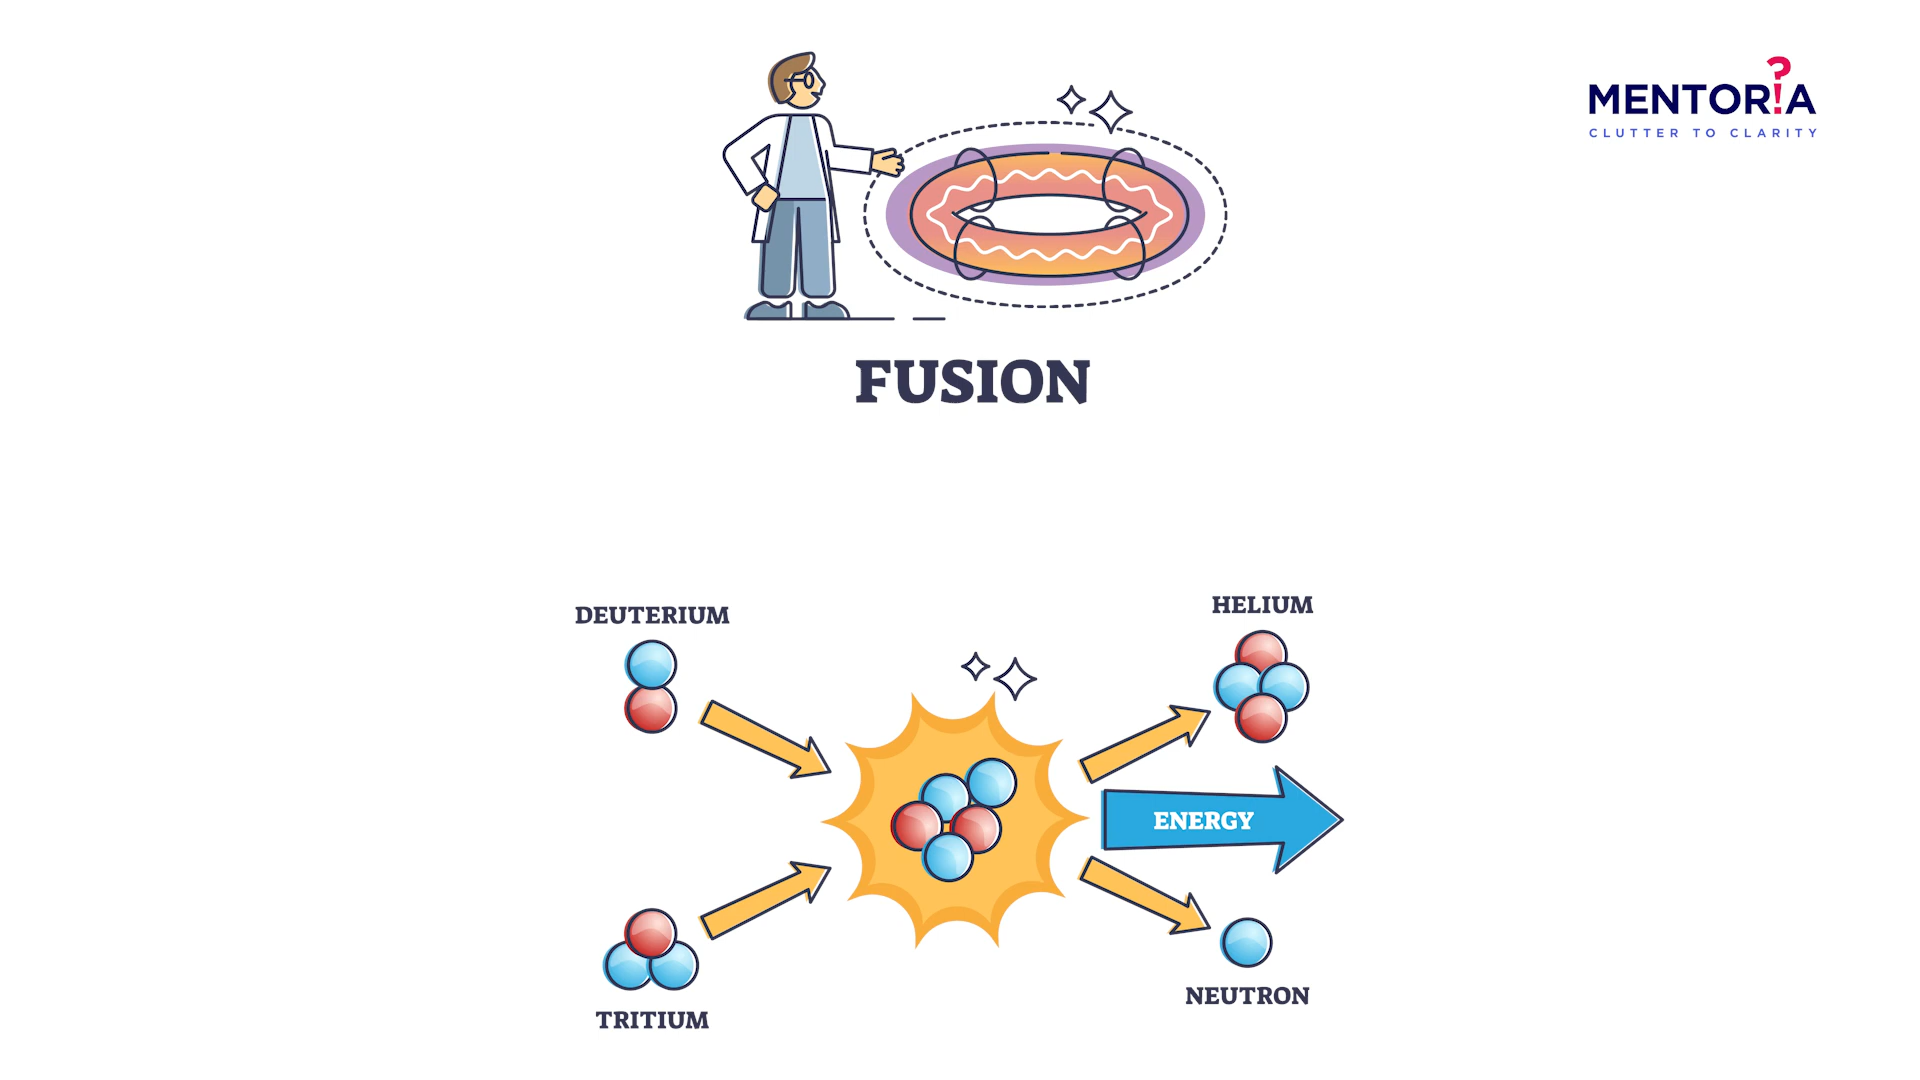 MENTOR!A
CLUTTER TO CLARITY
FUSION
DEUTERIUM
HELIUM
ENERGY
NEUTRON
TRITIUM